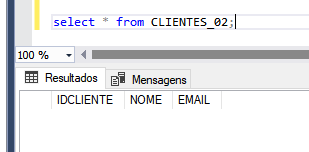 select * from CLIENTES_02;
100 %
Resultados Mensagens
IDCLIENTE NOME EMAIL